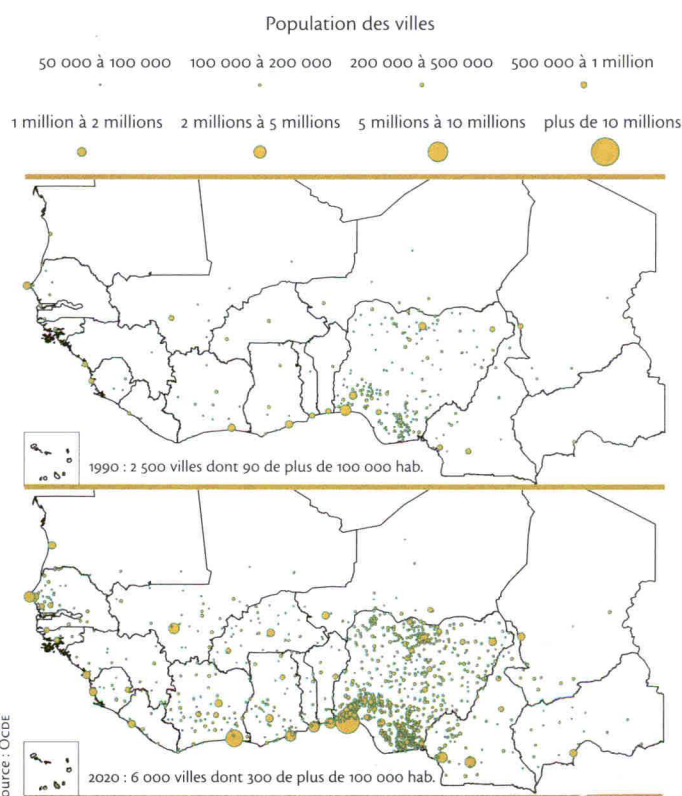 Population des villes
50 000 à 100 000 100 000 à 200 000 200 000 à 500 000 500 000 à 1 million
1 million à 2 millions 2 millions à 5 millions 5 millions à 10 millions plus de 10 millions
1990 : 2 500 villes dont 90 de plus de 100 000 hab.
2020 : 6 000 villes dont 300 de plus de 100 000 hab.
ource : OCDE